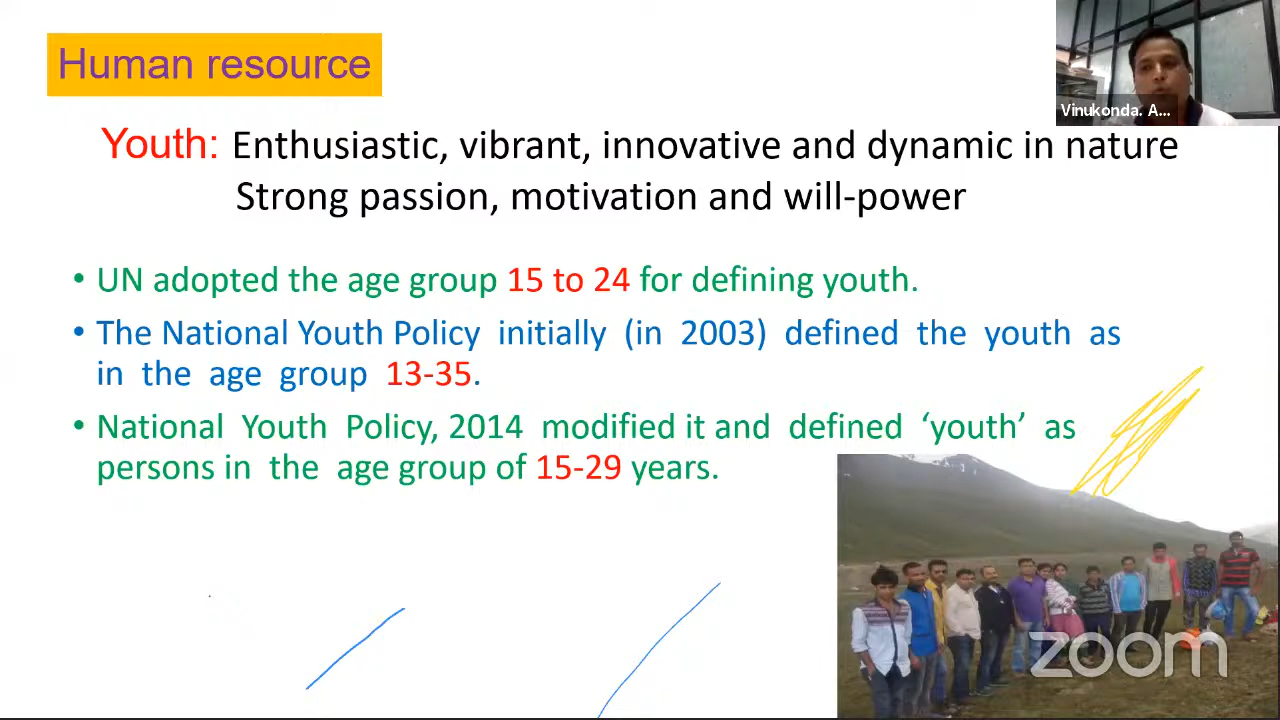 Human resource
Vinukonda. A...
Youth: Enthusiastic, vibrant, innovative and dynamic in nature
Strong passion, motivation and will-power
• UN adopted the age group 15 to 24 for defining youth.
• The National Youth Policy initially (in 2003) defined the youth as
in the age group 13-35.
• National Youth Policy, 2014 modified it and defined ‘youth’ as
persons in the age group of 15-29 years.
zoom